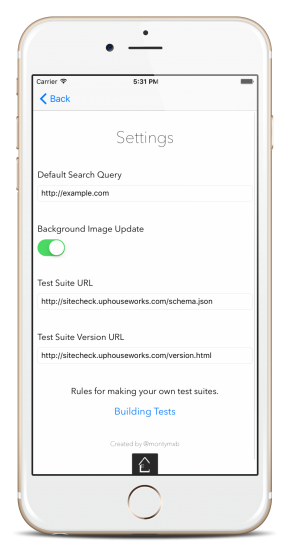 Carrier 5:31 PM
Back
Settings
Default Search Query
http://example.com
Background Image Update
Test Suite URL
http://sitecheck.uphouseworks.com/schema.json
Test Suite Version URL
http://sitecheck.uphouseworks.com/version.html
Rules for making your own test suites.
Building Tests
Created by @montymab